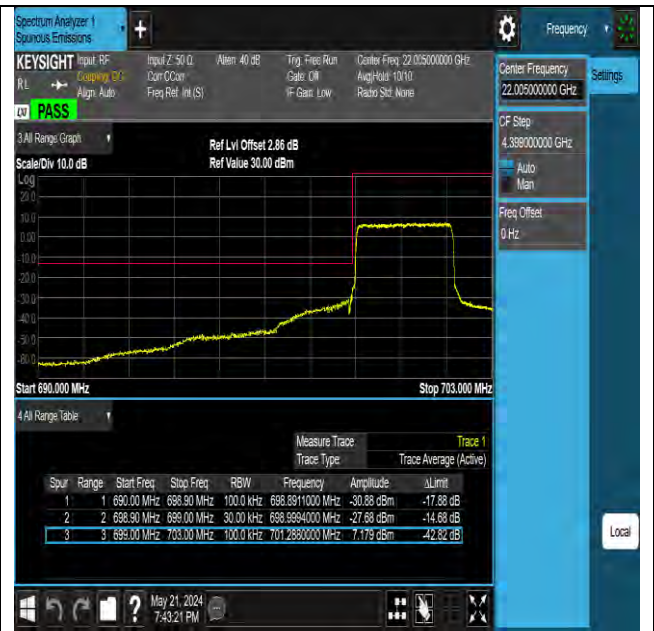 Spectrum Analyzer 1
Spurious Emissions
+
Frequency
KEYSIGHT Input: RF
Coupling: DC
Align: Auto
RL
Input Z: 50 Ω
Corr CCorr
Freq Ref: Int (S)
Atten: 40 dB
Trig: Free Run
Gate: Off
IF Gain: Low
Center Freq: 22.005000000 GHz
Avg|Hold: 10/10
Radio Std: None
PASS
Center Frequency
22.005000000 GHz
Settings
CF Step
4.399000000 GHz
Auto
Man
Freq Offset
0 Hz
3 All Range Graph
Scale/Div 10.0 dB
Ref Lvl Offset 2.86 dB
Ref Value 30.00 dBm
Log
20.0
10.0
0.00
-10.0
-20.0
-30.0
-40.0
-50.0
-60.0
Start 690.000 MHz
Stop 703.000 MHz
4 All Range Table
Measure Trace Trace 1
Trace Type Trace Average (Active)
Spur Range Start Freq Stop Freq RBW Frequency Amplitude ΔLimit
1 1 690.00 MHz 698.90 MHz 100.0 kHz 698.8911000 MHz -30.88 dBm -17.88 dB
2 2 698.90 MHz 699.00 MHz 30.00 kHz 698.9994000 MHz -27.68 dBm -14.68 dB
3 3 699.00 MHz 703.00 MHz 100.0 kHz 701.2880000 MHz 7.179 dBm -42.82 dB
Local
?
May 21, 2024
7:43:21 PM